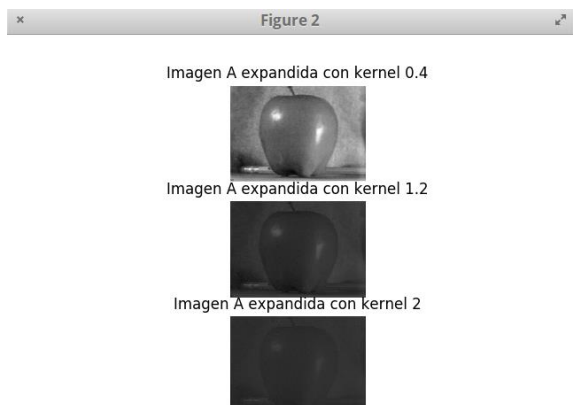 Figure 2
Imagen A expandida con kernel 0.4
Imagen A expandida con kernel 1.2
Imagen A expandida con kernel 2